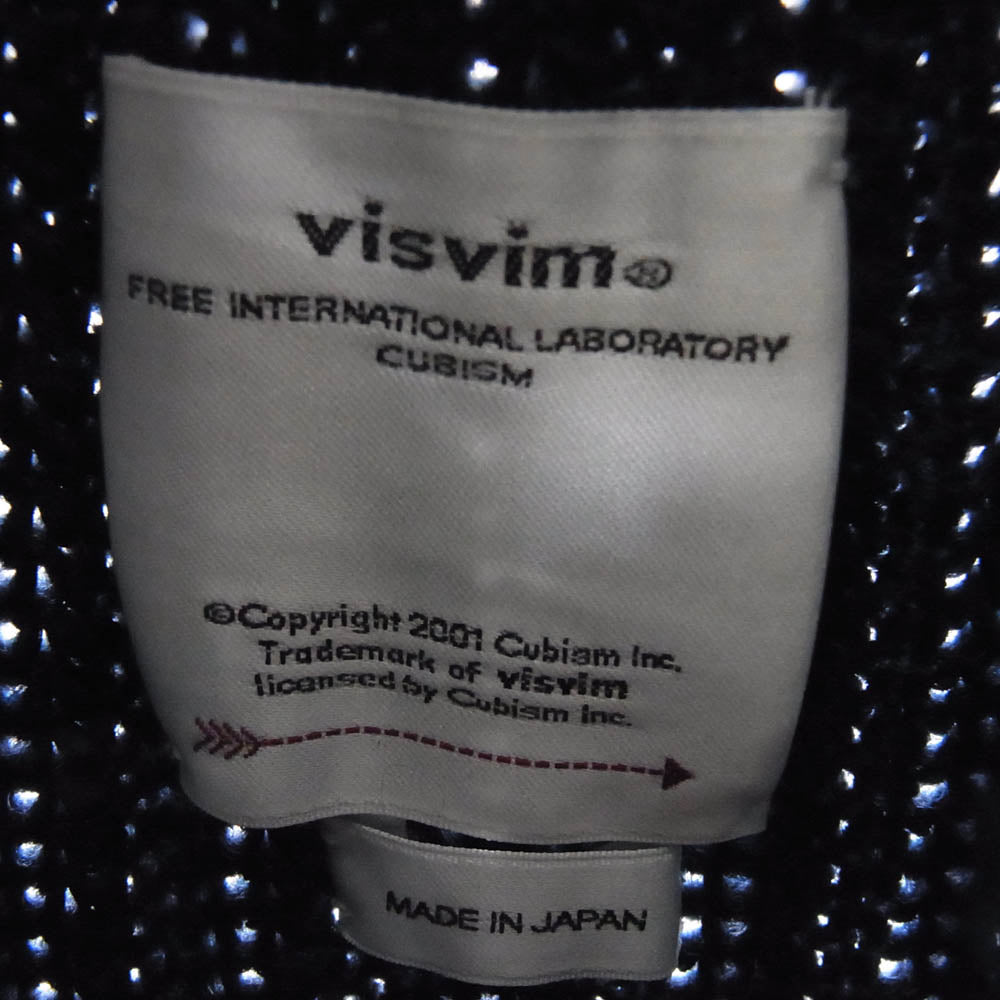 visvim®
FREE INTERNATIONAL LABORATORY
CUBISM
©Copyright 2001 Cubism Inc.
Trademark of visvim
licensed by Cubism Inc.
MADE IN JAPAN